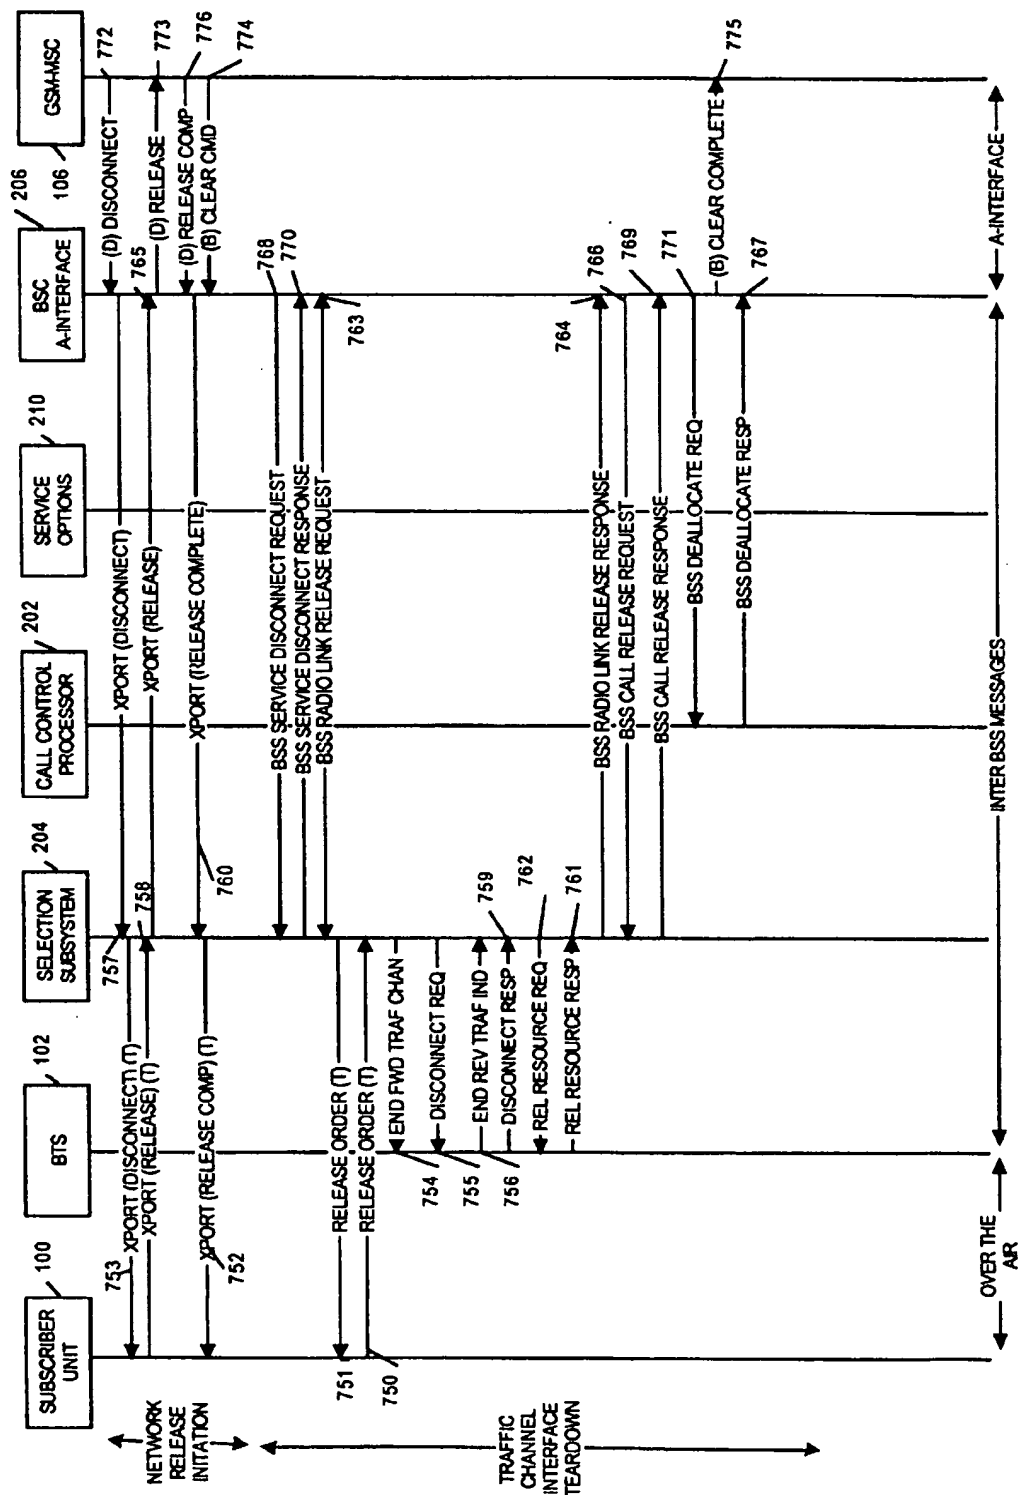 SUBSCRIBER
UNIT
100
BTS
102
SELECTION
SUBSYSTEM
204
CALL CONTROL
PROCESSOR
202
SERVICE
OPTIONS
210
BSC
A-INTERFACE
206
GSM-MSC
106
NETWORK
RELEASE
INITATION
772
(D) DISCONNECT
XPORT (DISCONNECT)
757
XPORT (DISCONNECT) (T)
753
XPORT (RELEASE) (T)
758
XPORT (RELEASE)
765
(D) RELEASE
773
(D) RELEASE COMP
776
XPORT (RELEASE COMPLETE)
760
XPORT (RELEASE COMP) (T)
752
(B) CLEAR CMD
774
TRAFFIC
CHANNEL
INTERFACE
TEARDOWN
BSS SERVICE DISCONNECT REQUEST
768
BSS SERVICE DISCONNECT RESPONSE
770
BSS RADIO LINK RELEASE REQUEST
763
RELEASE ORDER (T)
751
RELEASE ORDER (T)
750
END FWD TRAF CHAN
754
DISCONNECT REQ
755
END REV TRAF IND
756
DISCONNECT RESP
759
REL RESOURCE REQ
762
REL RESOURCE RESP
761
BSS RADIO LINK RELEASE RESPONSE
764
BSS CALL RELEASE REQUEST
766
BSS CALL RELEASE RESPONSE
769
BSS DEALLOCATE REQ
771
(B) CLEAR COMPLETE
775
BSS DEALLOCATE RESP
767
OVER THE
AIR
INTER BSS MESSAGES
A-INTERFACE